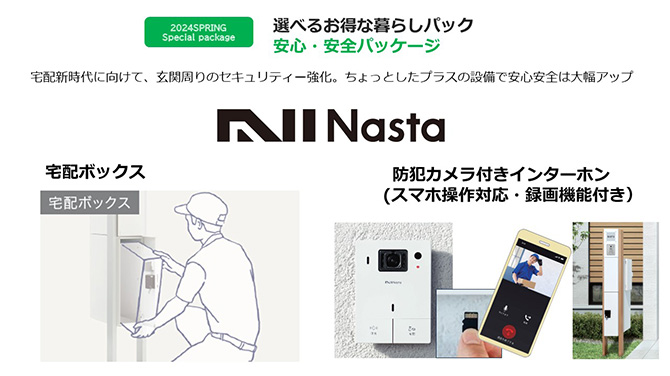 2024SPRING
Special package
選べるお得な暮らしパック
安心・安全パッケージ
宅配新時代に向けて、玄関周りのセキュリティー強化。ちょっとしたプラスの設備で安心安全は大幅アップ
Nasta
宅配ボックス
宅配ボックス
防犯カメラ付きインターホン
(スマホ操作対応・録画機能付き）